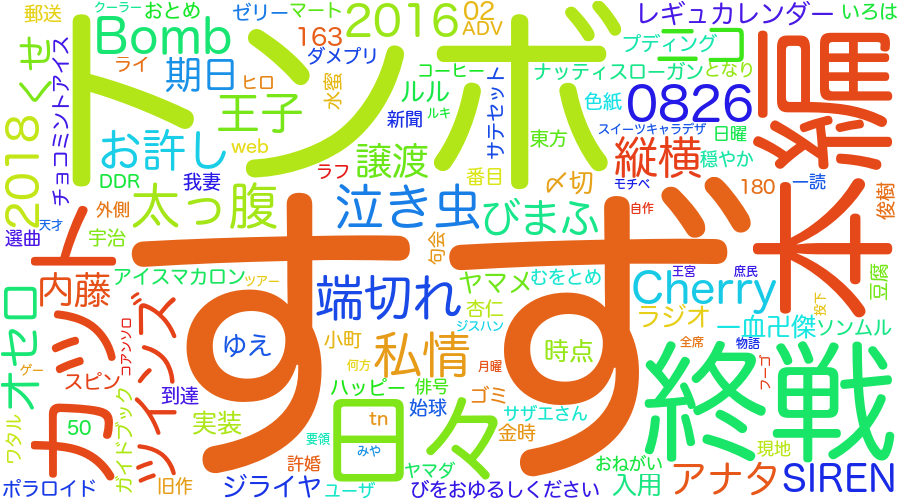 郵送
クーラー
おとめ
ゼリー
マート
2016
02
ADV
レギュカレンダー
いろは
Bomb
163
ダメプリ
ニコ
プディング
となり
ライ
期日
ヒロ
トンボ
水蜜
コーヒー
ルル
ルキ
サテセット
ナッティスローガン
色紙
0826
縦横
編
2018
くせ
チョコミントアイス
王子
新聞
お許し
web
譲渡
東方
スイーツキャラデザ
日曜
穏やか
DDR
我妻
ラフ
番目
〆切
モチベ
180
一読
俊樹
太っ腹
泣き虫
びまふ
自作
本
外側
天才
選曲
宇治
すず
句会
カット
内藤
アイスマカロン
ツアー
端切れ
ヤマメ
むをとめ
王宮
庶民
豆腐
Cherry
投下
杏仁
ジスハン
ラジオ
ソンムル
オセロ
ツインズ
コアンソロ
ゆえ
小町
私情
時点
全席
物語
ゲー
スピン
何方
月曜
フーゴ
終戦
到達
ハッピー
俳号
ゴミ
日々
tn
始球
サザエさん
ワタル
50
ガイドブック
実装
要領
みや
金時
現地
許婚
ヤマダ
おねがい
ポラロイド
旧作
ジライヤ
ユーザ
びをおゆるしください
入用
アナタ
SIREN